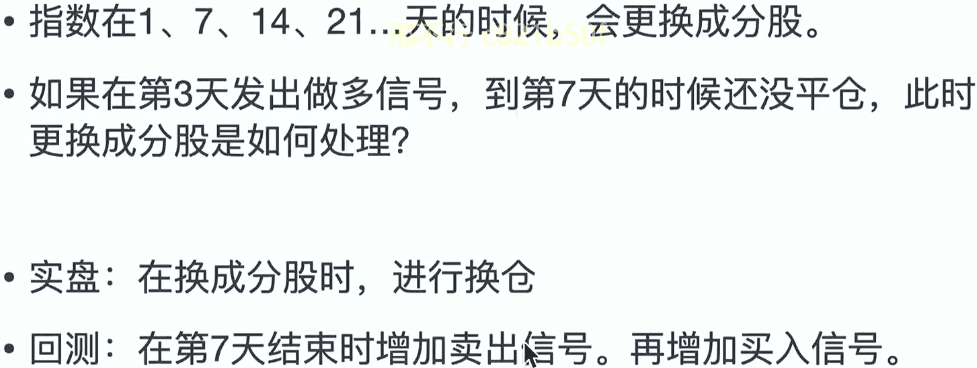 • 指数在1、7、14、21...天的时候，会更换成分股。
• 如果在第3天发出做多信号，到第7天的时候还没平仓，此时
更换成分股是如何处理？
• 实盘：在换成分股时，进行换仓
• 回测：在第7天结束时增加卖出信号。再增加买入信号。